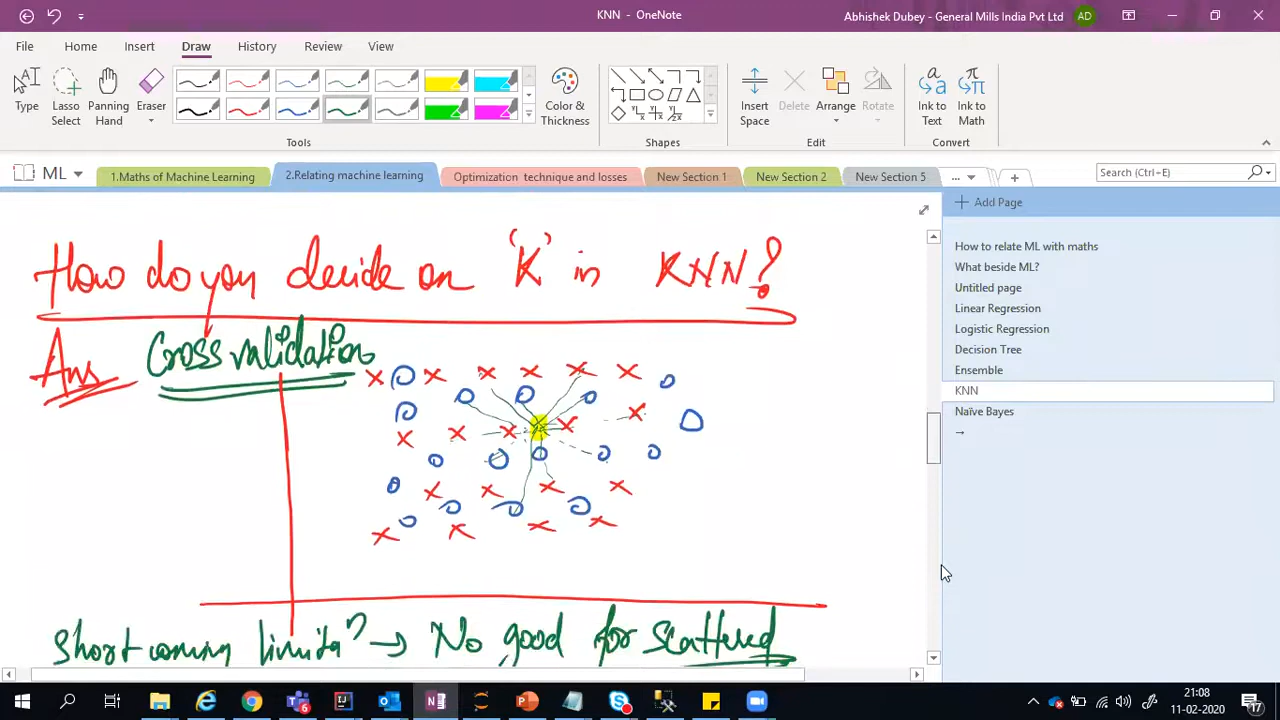 KNN - OneNote
Abhishek Dubey - General Mills India Pvt Ltd AD
File Home Insert Draw History Review View
Type Lasso Select Panning Hand Eraser Color & Thickness Insert Space Delete Arrange Rotate Ink to Text Ink to Math
Tools Shapes Edit Convert
ML 1.Maths of Machine Learning 2.Relating machine learning Optimization technique and losses New Section 1 New Section 2 New Section 5 ... Search (Ctrl+E)
Add Page
How to relate ML with maths
What beside ML?
Untitled page
Linear Regression
Logistic Regression
Decision Tree
Ensemble
KNN
Naïve Bayes
→
How do you decide on 'K' in KNN?
Ans Cross validation
short coming limita? → No good for scattered
21:08
11-02-2020
17